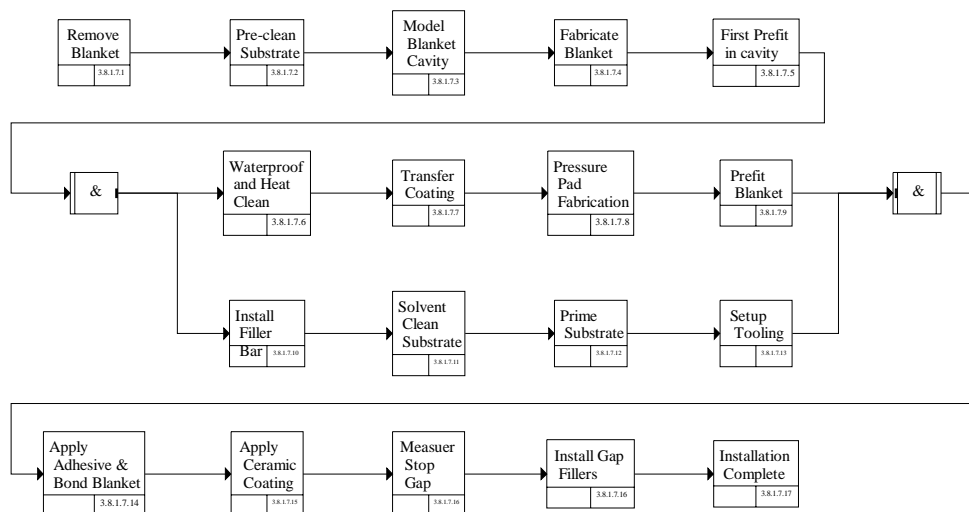 Remove
Blanket
3.8.1.7.1
Pre-clean
Substrate
3.8.1.7.2
Model
Blanket
Cavity
3.8.1.7.3
Fabricate
Blanket
3.8.1.7.4
First Prefit
in cavity
3.8.1.7.5
&
Waterproof
and Heat
Clean
3.8.1.7.6
Transfer
Coating
3.8.1.7.7
Pressure
Pad
Fabrication
3.8.1.7.8
Prefit
Blanket
3.8.1.7.9
&
Install
Filler
Bar
3.8.1.7.10
Solvent
Clean
Substrate
3.8.1.7.11
Prime
Substrate
3.8.1.7.12
Setup
Tooling
3.8.1.7.13
Apply
Adhesive &
Bond Blanket
3.8.1.7.14
Apply
Ceramic
Coating
3.8.1.7.15
Measuer
Stop
Gap
3.8.1.7.16
Install Gap
Fillers
3.8.1.7.16
Installation
Complete
3.8.1.7.17